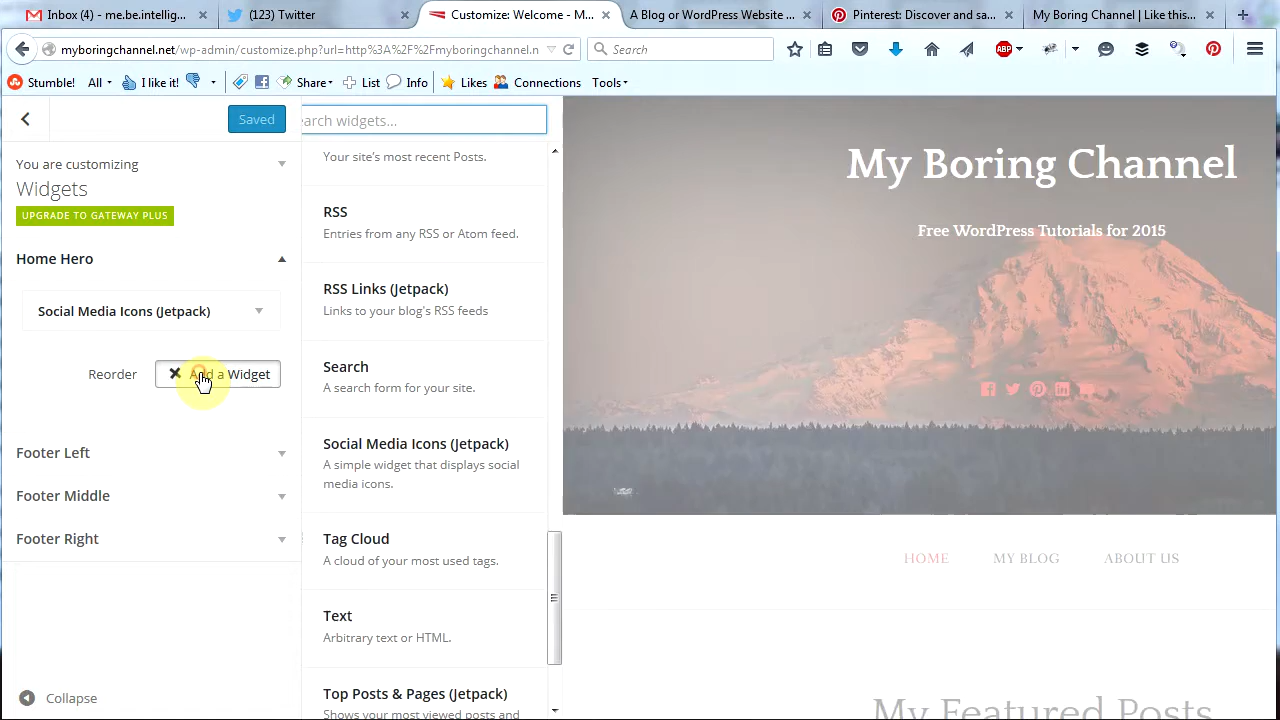 Inbox (4) - me.be.intellig...
(123) Twitter
Customize: Welcome - M...
A Blog or WordPress Website ...
Pinterest: Discover and sa...
My Boring Channel | Like this...
myboringchannel.net/wp-admin/customize.php?url=http%3A%2F%2Fmyboringchannel.n
Search
ABP
Stumble!
All
I like it!
Share
List
Info
Likes
Connections
Tools
Saved
earch widgets...
You are customizing
Widgets
UPGRADE TO GATEWAY PLUS
Home Hero
Social Media Icons (Jetpack)
Reorder
Add a Widget
Footer Left
Footer Middle
Footer Right
Collapse
Your site's most recent Posts.
RSS
Entries from any RSS or Atom feed.
RSS Links (Jetpack)
Links to your blog's RSS feeds
Search
A search form for your site.
Social Media Icons (Jetpack)
A simple widget that displays social
media icons.
Tag Cloud
A cloud of your most used tags.
Text
Arbitrary text or HTML.
Top Posts & Pages (Jetpack)
Shows your most viewed posts and
My Boring Channel
Free WordPress Tutorials for 2015
HOME
MY BLOG
ABOUT US
My Featured Posts